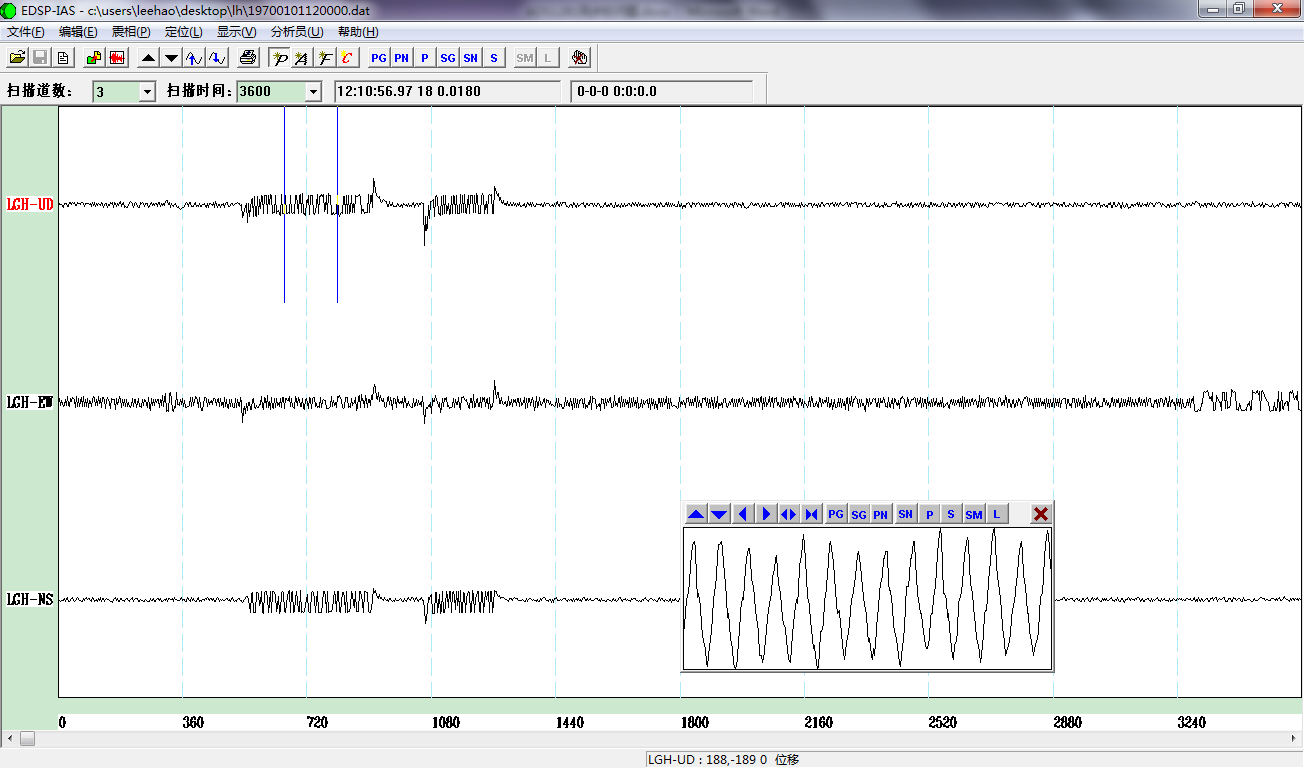 EDSP-IAS - c:\users\leehao\desktop\lh\19700101120000.dat
文件(F) 编辑(E) 震相(P) 定位(L) 显示(V) 分析员(U) 帮助(H)
P A F C PG PN P SG SN S SM L
扫描道数: 3 扫描时间: 3600 12:10:56.97 18 0.0180 0-0-0 0:0:0.0
LGH-UD
LGH-EW
PG SG PN SN P S SM L
LGH-NS
0 360 720 1080 1440 1800 2160 2520 2880 3240
LGH-UD : 188,-189 0 位移